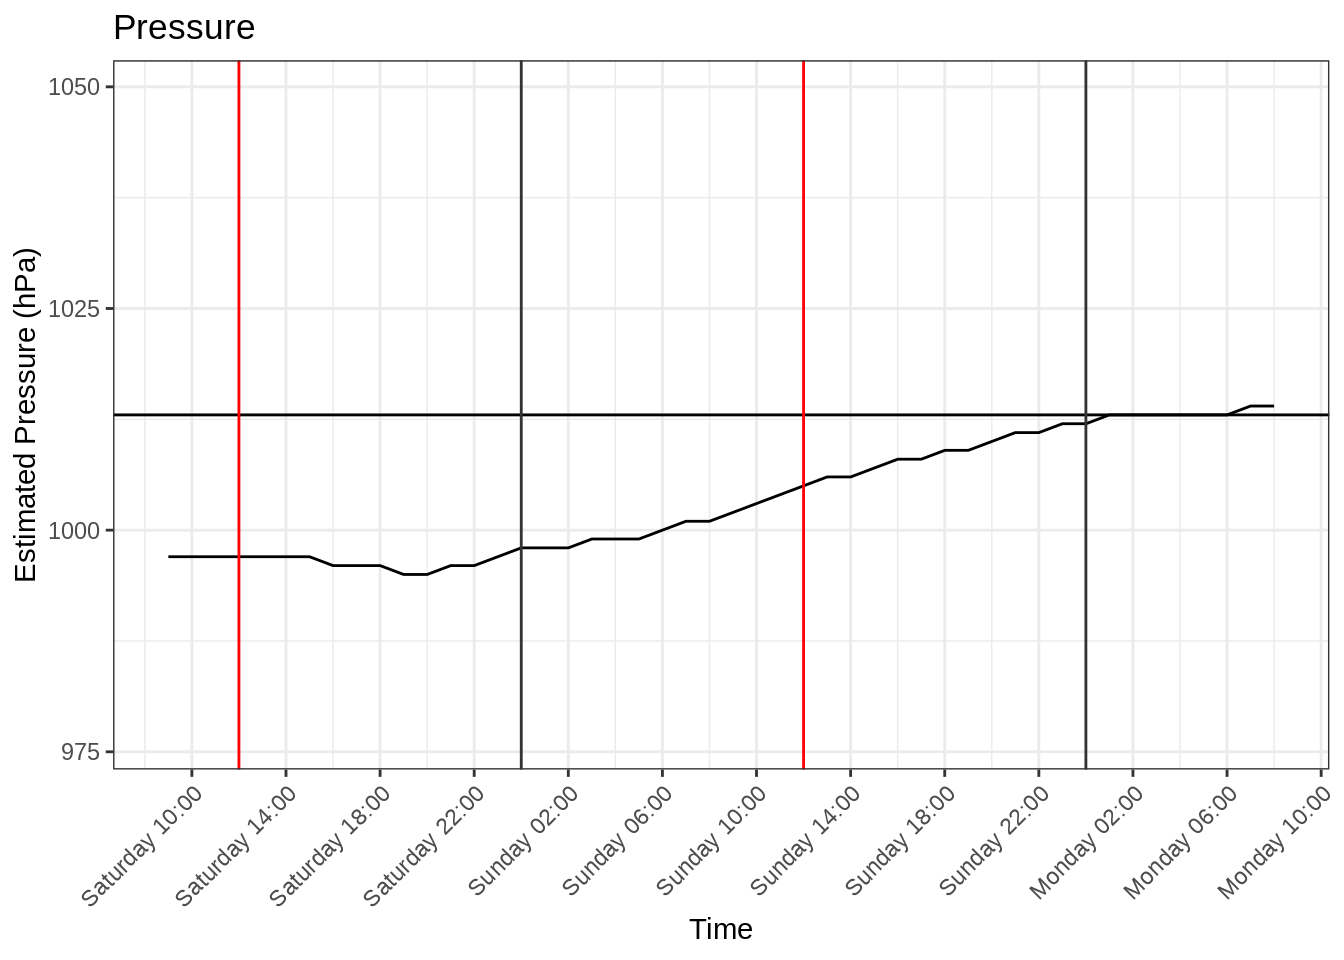 Pressure
Estimated Pressure (hPa)
1050
1025
1000
975
Saturday 10:00
Saturday 14:00
Saturday 18:00
Saturday 22:00
Sunday 02:00
Sunday 06:00
Sunday 10:00
Sunday 14:00
Sunday 18:00
Sunday 22:00
Monday 02:00
Monday 06:00
Monday 10:00
Time